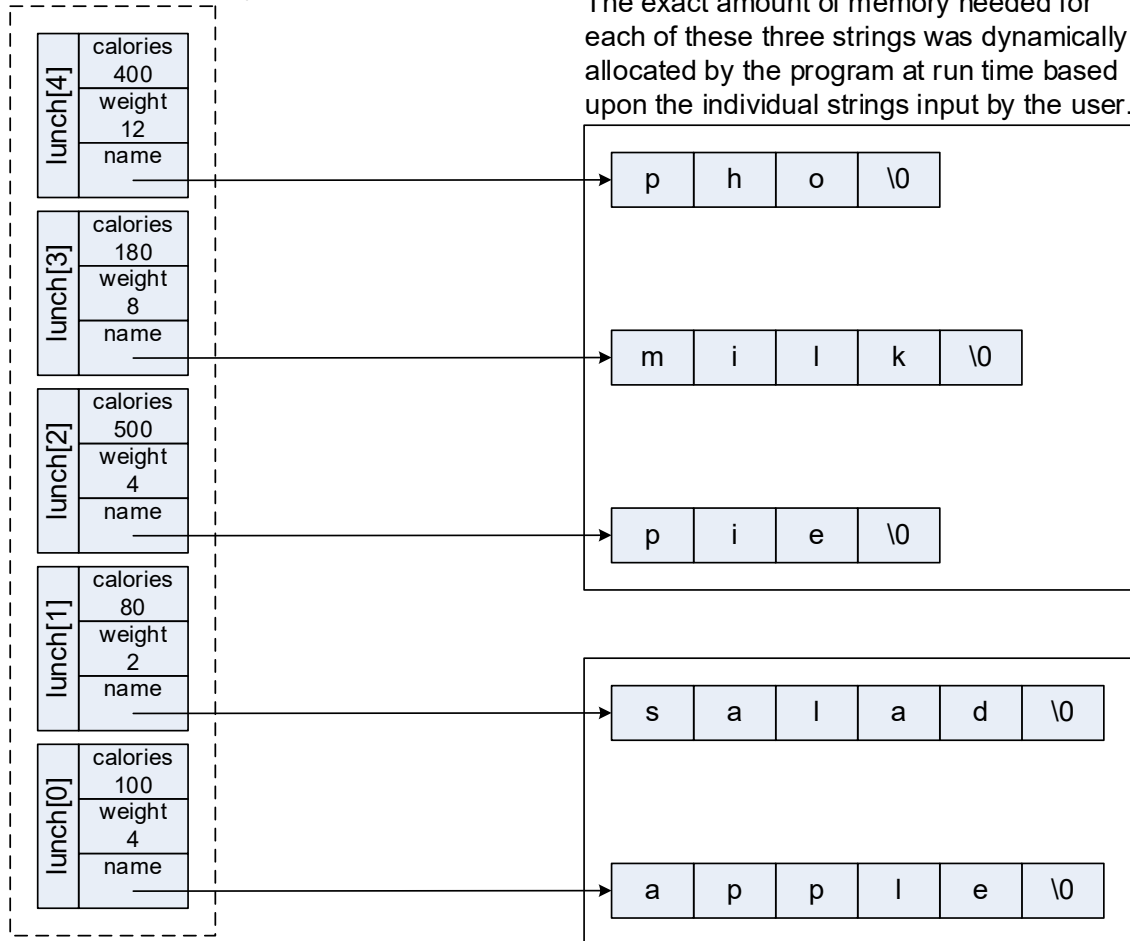 The exact amount of memory needed for
each of these three strings was dynamically
allocated by the program at run time based
upon the individual strings input by the user.
lunch[4]
calories
400
weight
12
name
p h o \0
lunch[3]
calories
180
weight
8
name
m i l k \0
lunch[2]
calories
500
weight
4
name
p i e \0
lunch[1]
calories
80
weight
2
name
s a l a d \0
lunch[0]
calories
100
weight
4
name
a p p l e \0